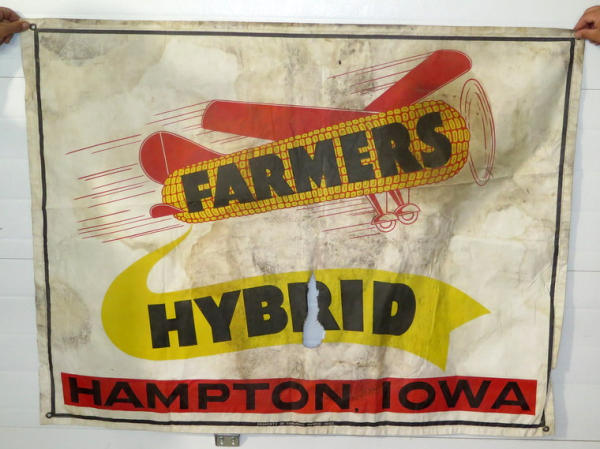 FARMERS
HYBRID
HAMPTON, IOWA